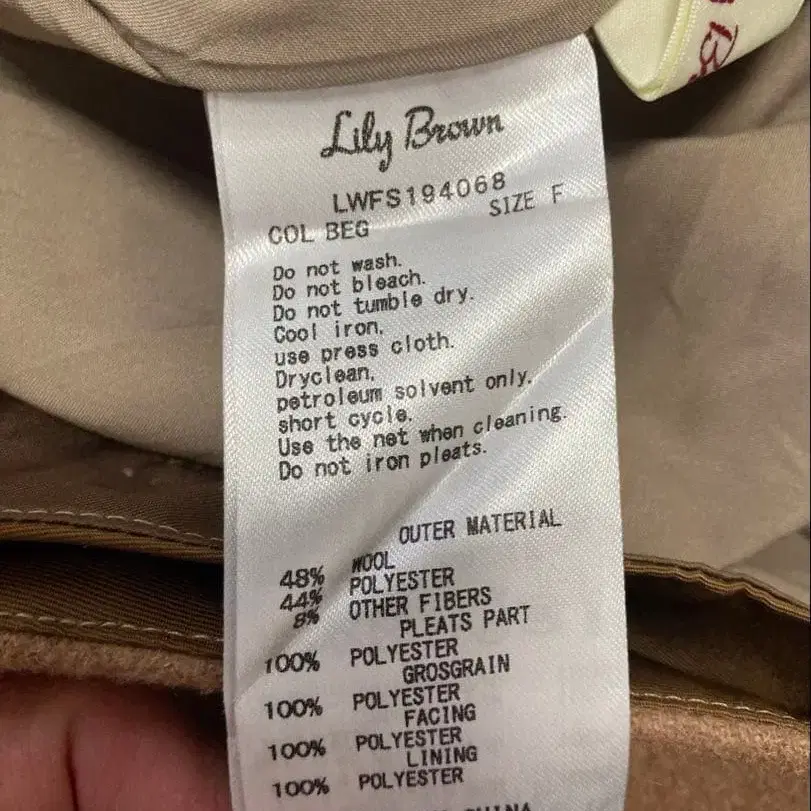 Lily Brown
LWFS194068
SIZE F
COL BEG
Do not wash.
Do not bleach.
Do not tumble dry.
Cool iron,
use press cloth.
Dryclean,
petroleum solvent only.
short cycle.
Use the net when cleaning.
Do not iron pleats.
OUTER MATERIAL
48% WOOL
44% POLYESTER
8% OTHER FIBERS
PLEATS PART
100% POLYESTER
GROSGRAIN
100% POLYESTER
FACING
100% POLYESTER
LINING
100% POLYESTER